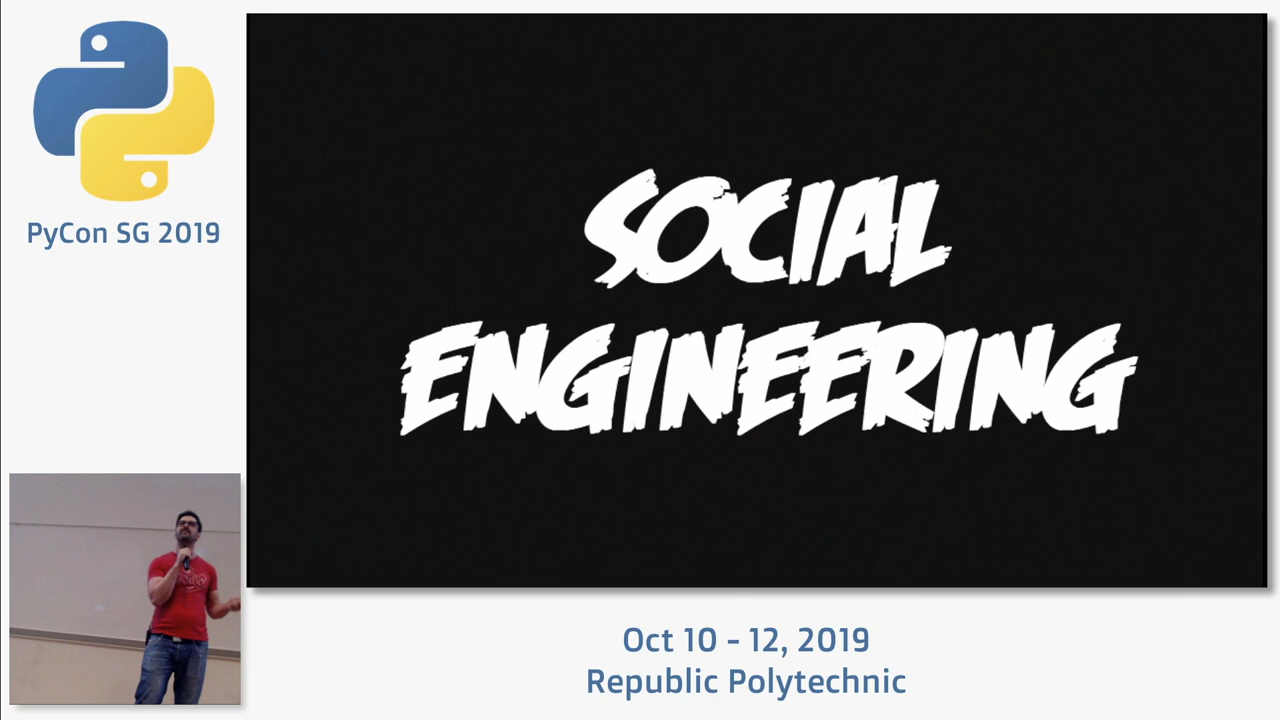 PyCon SG 2019
SOCIAL
ENGINEERING
Oct 10 - 12, 2019
Republic Polytechnic